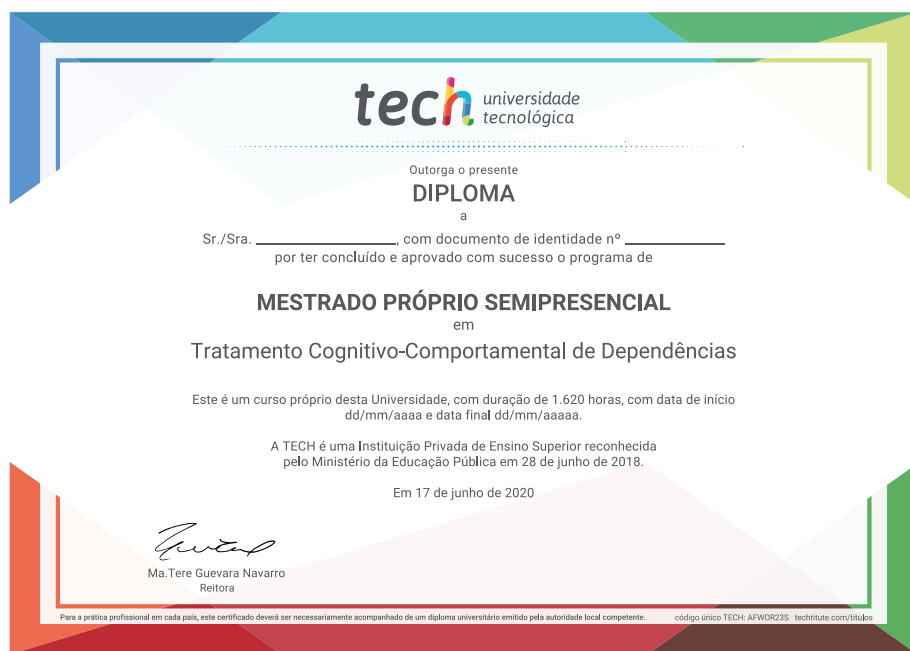 tech universidade
tecnológica
Outorga o presente
DIPLOMA
a
Sr./Sra. ____________________, com documento de identidade nº ______________
por ter concluído e aprovado com sucesso o programa de
MESTRADO PRÓPRIO SEMIPRESENCIAL
em
Tratamento Cognitivo-Comportamental de Dependências
Este é um curso próprio desta Universidade, com duração de 1.620 horas, com data de início
dd/mm/aaaa e data final dd/mm/aaaaa.
A TECH é uma Instituição Privada de Ensino Superior reconhecida
pelo Ministério da Educação Pública em 28 de junho de 2018.
Em 17 de junho de 2020
Ma.Tere Guevara Navarro
Reitora
Para a prática profissional em cada país, este certificado deverá ser necessariamente acompanhado de um diploma universitário emitido pela autoridade local competente. código único TECH: AFWOR23S techtitute.com/titulos